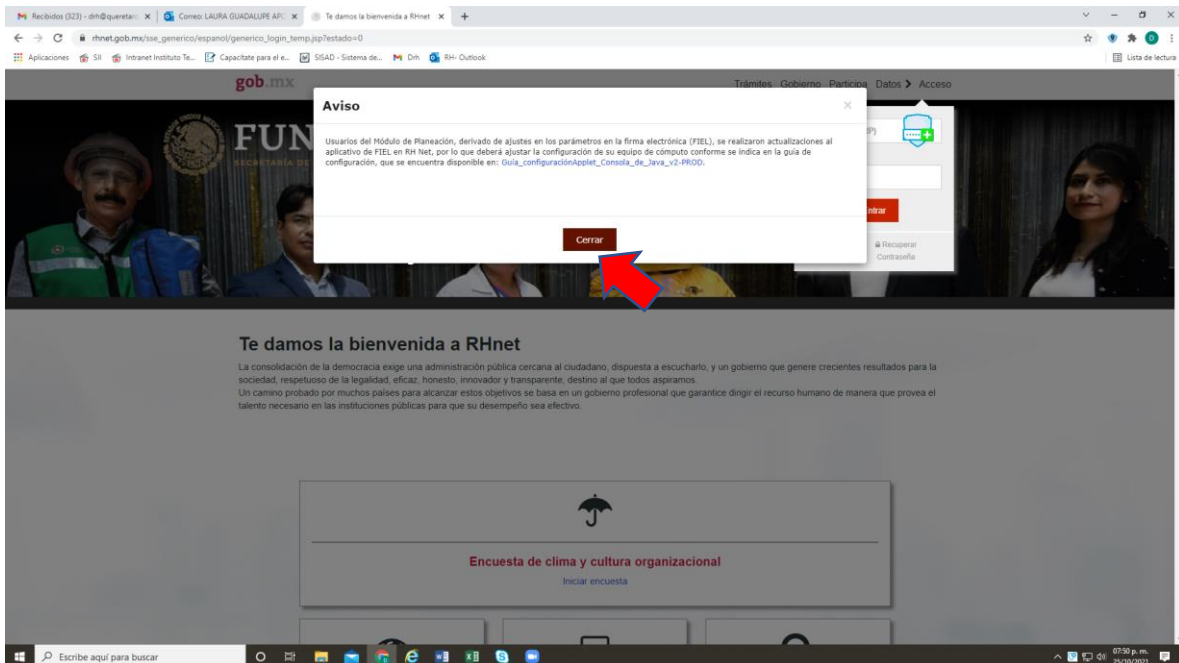 Recibidos (323) - drh@queretaro
Correo: LAURA GUADALUPE APO
Te damos la bienvenida a RHnet
rhnet.gob.mx/sse_generico/espanol/generico_login_temp.jsp?estado=0
Aplicaciones SII Intranet Instituto Te... Capacitate para el e... SISAD - Sistema de... Drh RH- Outlook Lista de lectura
gob.mx Trámites Gobierno Participa Datos Acceso
Aviso
Usuarios del Módulo de Planeación, derivado de ajustes en los parámetros en la firma electrónica (FIEL), se realizaron actualizaciones al
aplicativo de FIEL en RH Net, por lo que deberá ajustar la configuración de su equipo de cómputo conforme se indica en la guía de
configuración, que se encuentra disponible en: Guía_configuraciónApplet_Consola_de_Java_v2-PROD.
FUN
SECRETARÍA DE
Cerrar
Recuperar
Contraseña
Te damos la bienvenida a RHnet
La consolidación de la democracia exige una administración pública cercana al ciudadano, dispuesta a escucharlo, y un gobierno que genere crecientes resultados para la
sociedad, respetuoso de la legalidad, eficaz, honesto, innovador y transparente, destino al que todos aspiramos.
Un camino probado por muchos países para alcanzar estos objetivos se basa en un gobierno profesional que garantice dirigir el recurso humano de manera que provea el
talento necesario en las instituciones públicas para que su desempeño sea efectivo.
Encuesta de clima y cultura organizacional
Iniciar encuesta
Escribe aquí para buscar
07:50 p. m.
25/10/2021